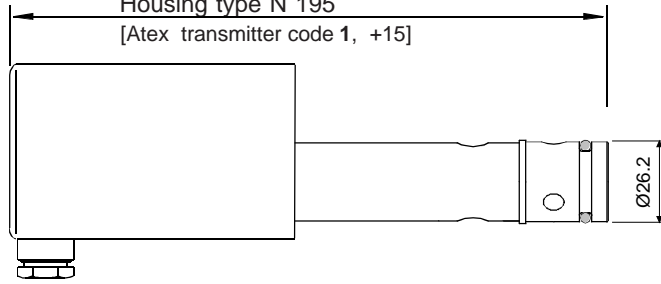 Housing type N 195
[Atex transmitter code 1, +15]
Ø26.2